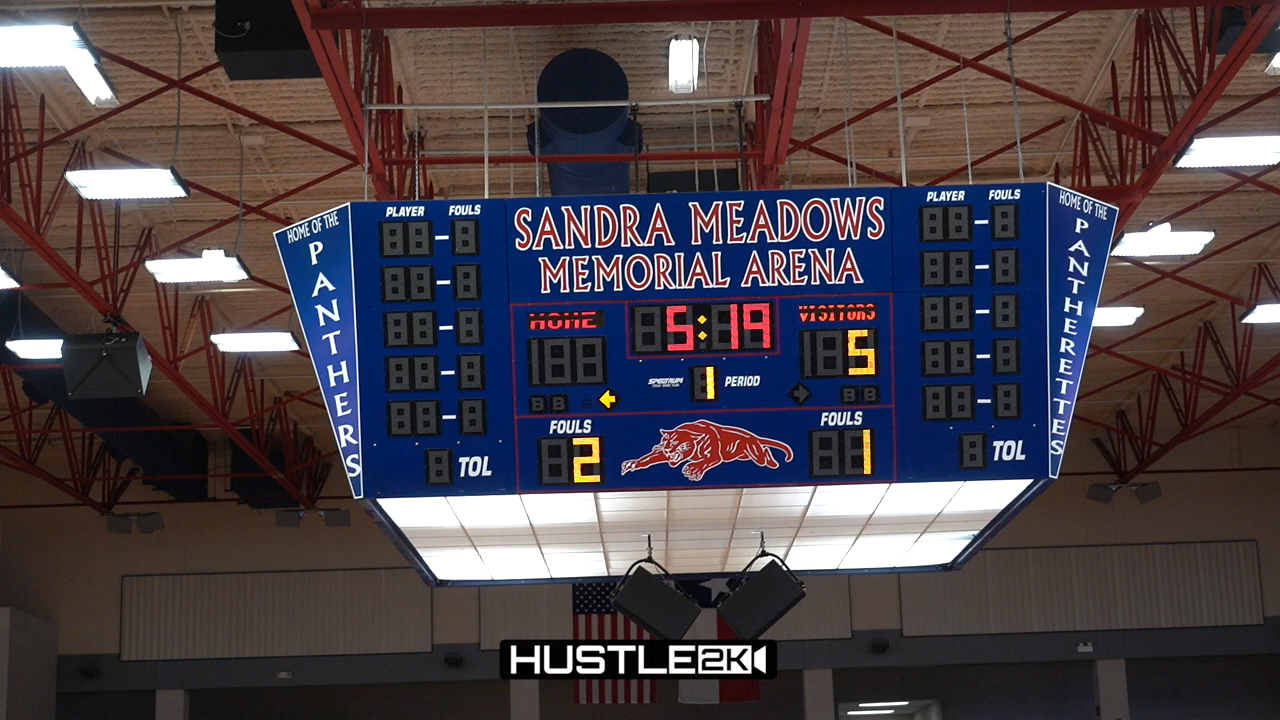 HOME OF THE
PANTHERS
PLAYER FOULS
SANDRA MEADOWS
MEMORIAL ARENA
PLAYER FOULS
HOME OF THE
PANTHERETTES
HOME
5:19
VISITORS
5
SPECTRUM
1 PERIOD
FOULS
2
FOULS
1
TOL
TOL
HUSTLE2K